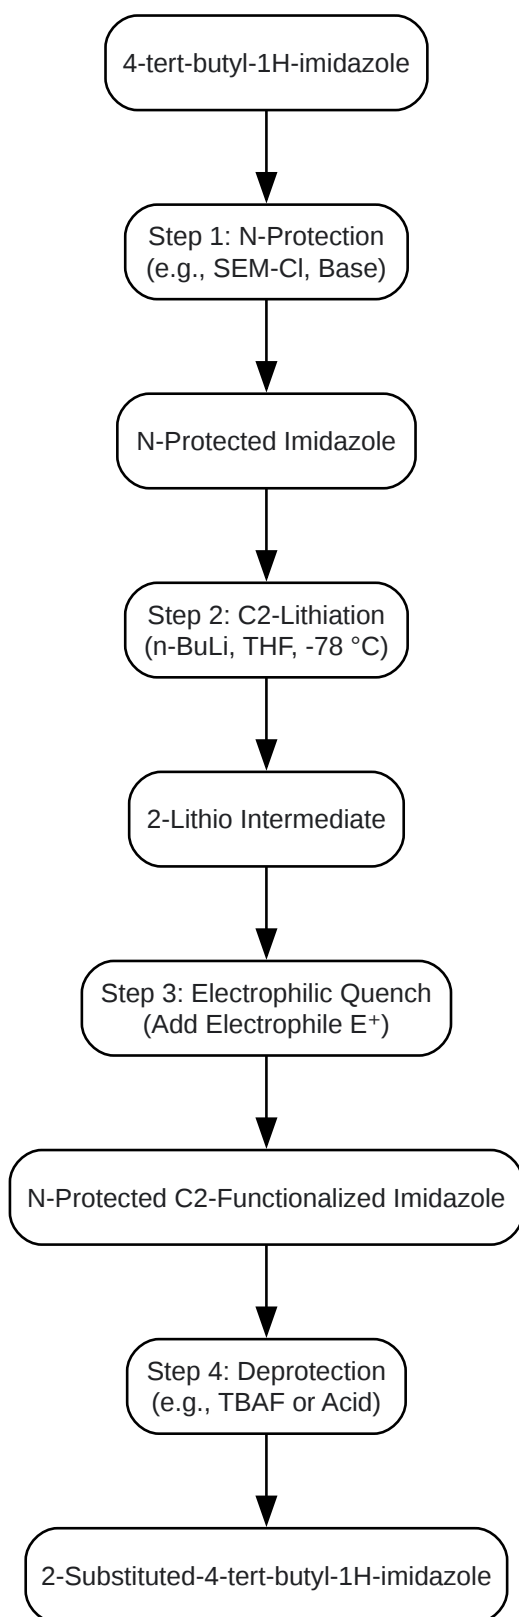 4-tert-butyl-1H-imidazole
Step 1: N-Protection
(e.g., SEM-Cl, Base)
N-Protected Imidazole
Step 2: C2-Lithiation
(n-BuLi, THF, -78 °C)
2-Lithio Intermediate
Step 3: Electrophilic Quench
(Add Electrophile E⁺)
N-Protected C2-Functionalized Imidazole
Step 4: Deprotection
(e.g., TBAF or Acid)
2-Substituted-4-tert-butyl-1H-imidazole